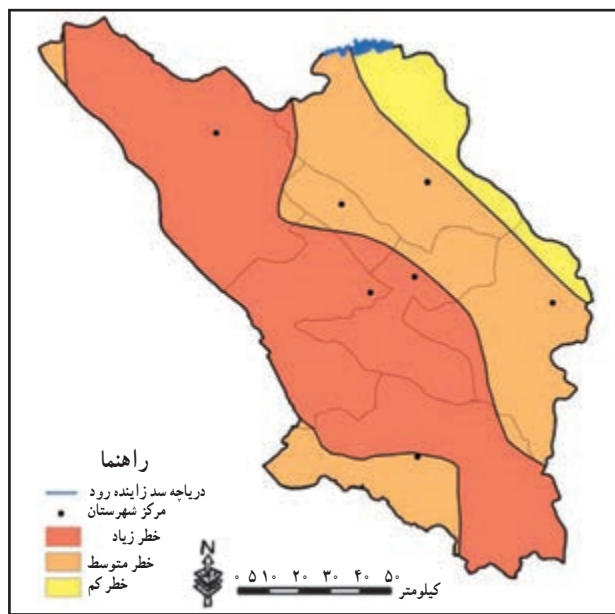 راهنما
دریاچه سد زاینده رود
مرکز شهرستان
خطر زیاد
خطر متوسط
خطر کم
N
۰ ۵ ۱۰ ۲۰ ۳۰ ۴۰ ۵۰
کیلومتر